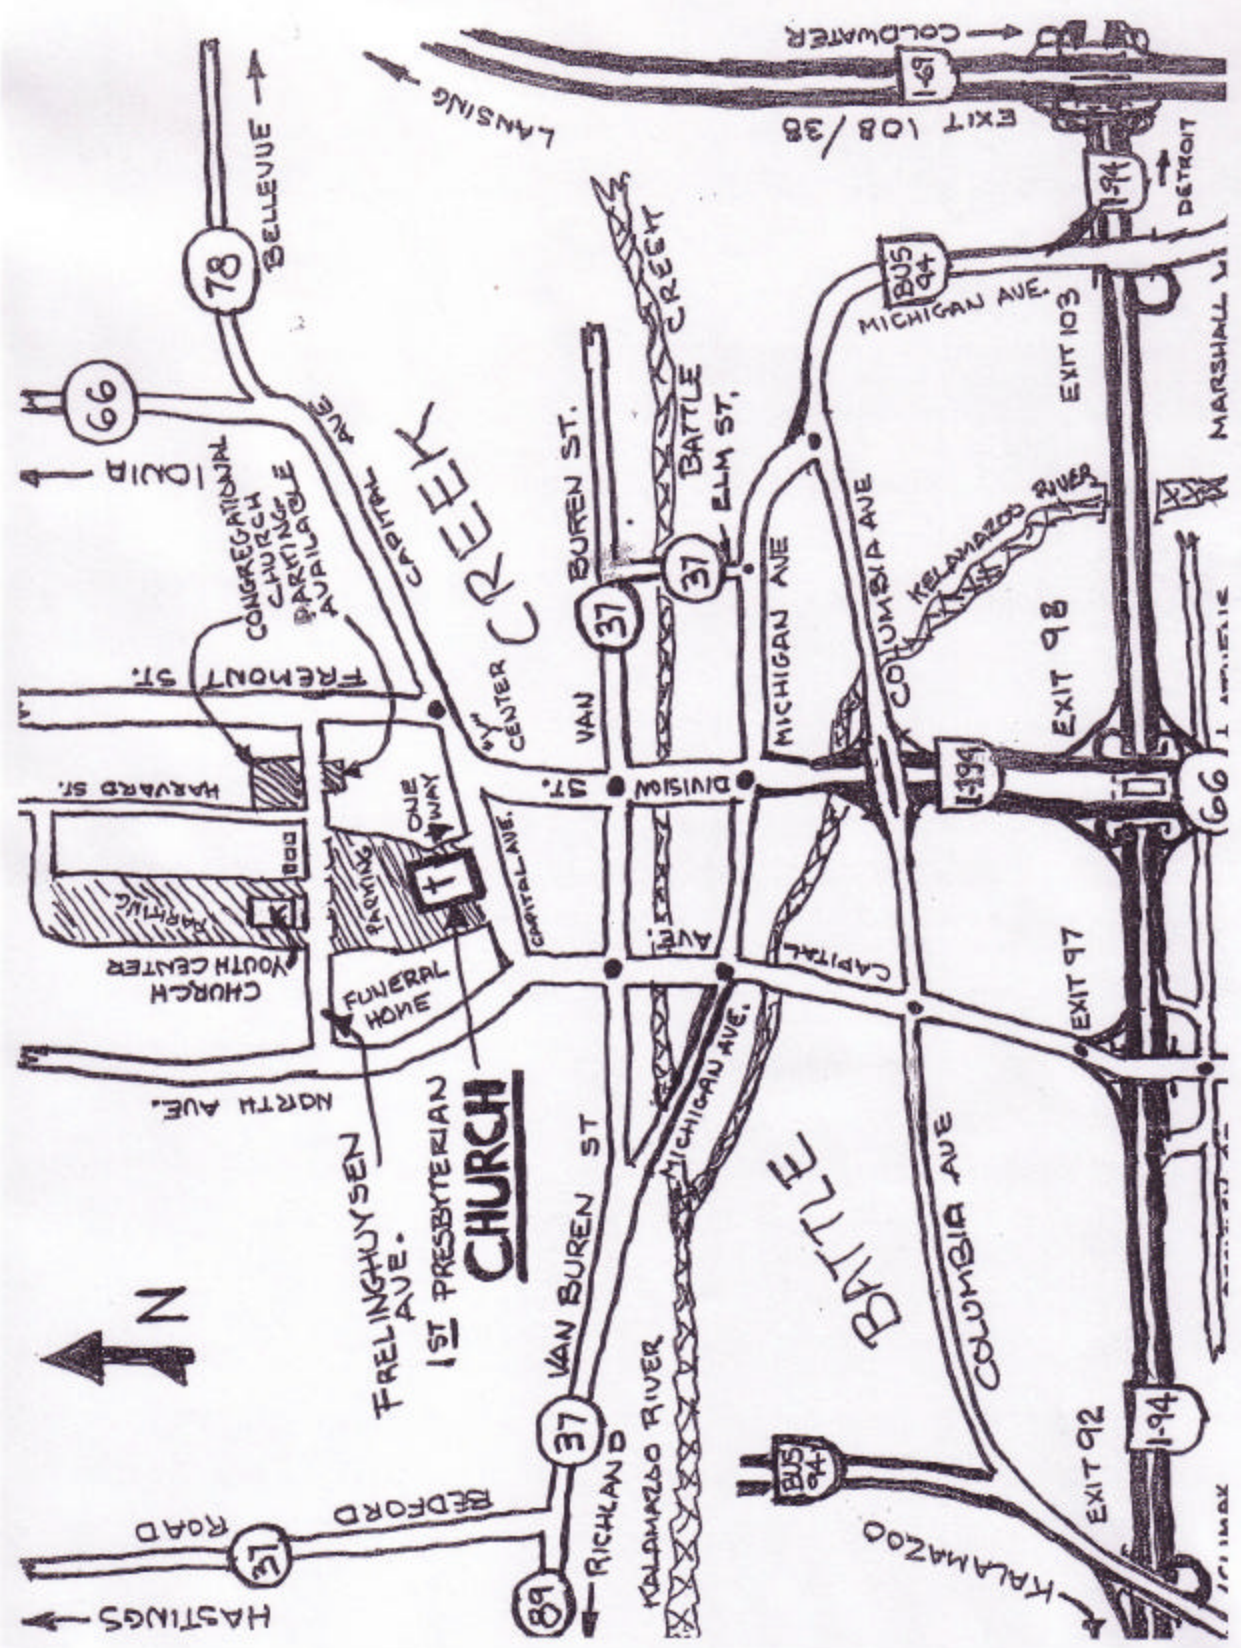 HASTINGS
37
BEDFORD
ROAD
N
NORTH AVE.
CHURCH
YOUTH CENTER
PARKING
HARVARD ST.
FREMONT
ST.
IONIA
66
78
BELLEVUE
CONGREGATIONAL
CHURCH
PARKING
AVAILABLE
FRELINGHUYSEN
AVE.
FUNERAL
HOME
PARKING
ONE
WAY
1ST PRESBYTERIAN
CHURCH
CAPITAL AVE.
CAPITAL
AVE
"Y"
CENTER
LANSING
BATTLE
CREEK
89
RICHLAND
37
VAN BUREN
ST
ST.
DIVISION
VAN
BUREN ST.
37
37
ELM ST.
BATTLE
CREEK
KALAMAZOO RIVER
MICHIGAN AVE.
AVE
CAPITAL
MICHIGAN AVE
BUS
94
MICHIGAN AVE.
BUS
94
COLUMBIA AVE
COLUMBIA AVE
KELAMAZOO
RIVER
I-69
COLDWATER
EXIT 108/38
KALAMAZOO
EXIT 92
EXIT 97
I-194
EXIT 98
EXIT 103
I-94
I-94
DETROIT
66
MARSHALL